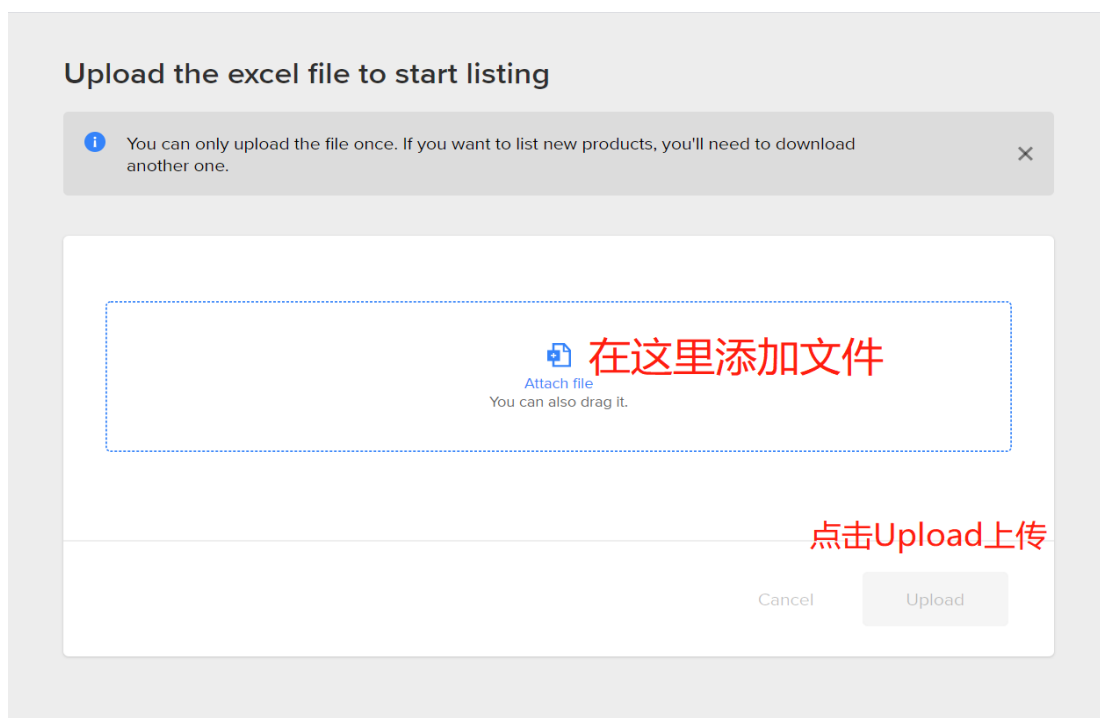 Upload the excel file to start listing
You can only upload the file once. If you want to list new products, you'll need to download
another one.
在这里添加文件
Attach file
You can also drag it.
点击Upload上传
Cancel
Upload